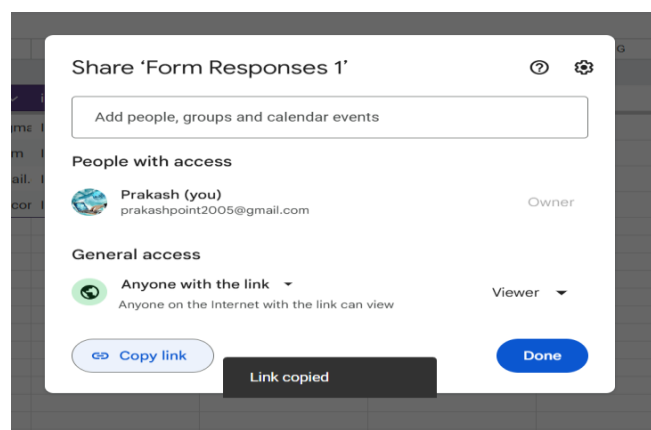 G
Share ‘Form Responses 1’
Add people, groups and calendar events
People with access
Prakash (you)
prakashpoint2005@gmail.com
Owner
General access
Anyone with the link
Anyone on the Internet with the link can view
Viewer
Copy link
Done
Link copied